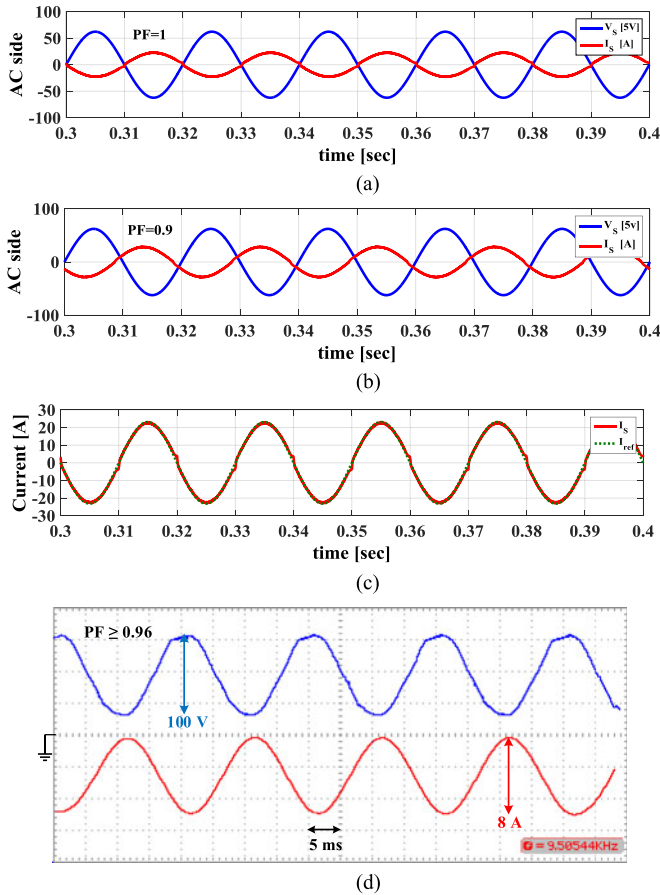 100
50
0
-50
-100
AC side
PF=1
V_S [5V]
I_S [A]
0.3 0.31 0.32 0.33 0.34 0.35 0.36 0.37 0.38 0.39 0.4
time [sec]
(a)
100
0
-100
AC side
PF=0.9
V_S [5v]
I_S [A]
0.3 0.31 0.32 0.33 0.34 0.35 0.36 0.37 0.38 0.39 0.4
time [sec]
(b)
30
20
10
0
-10
-20
-30
Current [A]
I_S
I_ref
0.3 0.31 0.32 0.33 0.34 0.35 0.36 0.37 0.38 0.39 0.4
time [sec]
(c)
PF ≥ 0.96
100 V
8 A
5 ms
= 9.50544KHz
(d)